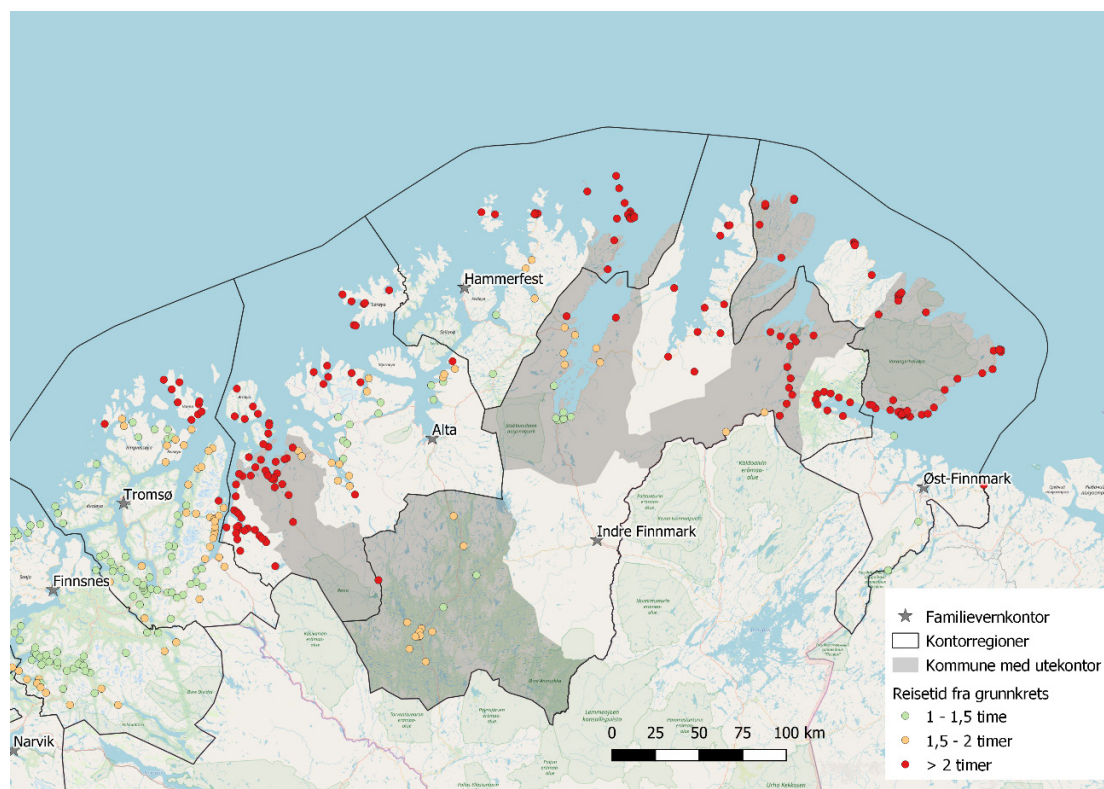 Hammerfest
Alta
Tromsø
Øst-Finnmark
Indre Finnmark
Finnsnes
Narvik
Familievernkontor
Kontorregioner
Kommune med utekontor
Reisetid fra grunnkrets
1 - 1,5 time
1,5 - 2 timer
> 2 timer
0 25 50 75 100 km